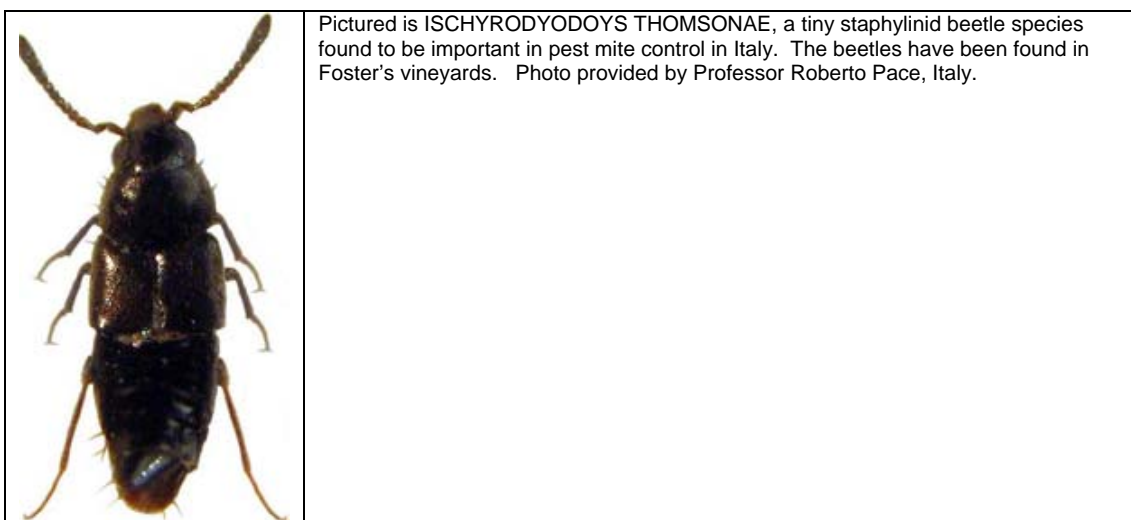 Pictured is ISCHYRODYODOYS THOMSONAE, a tiny staphylinid beetle species
found to be important in pest mite control in Italy.  The beetles have been found in
Foster's vineyards.   Photo provided by Professor Roberto Pace, Italy.